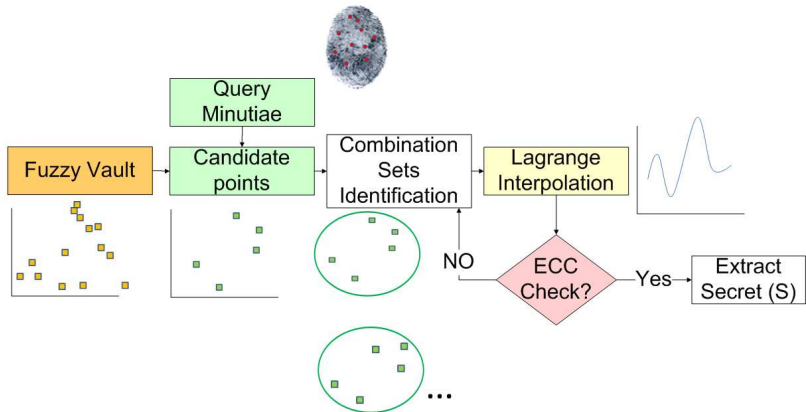 Query
Minutiae
Fuzzy Vault
Candidate
points
Combination
Sets
Identification
Lagrange
Interpolation
NO
ECC
Check?
Yes
Extract
Secret (S)
...